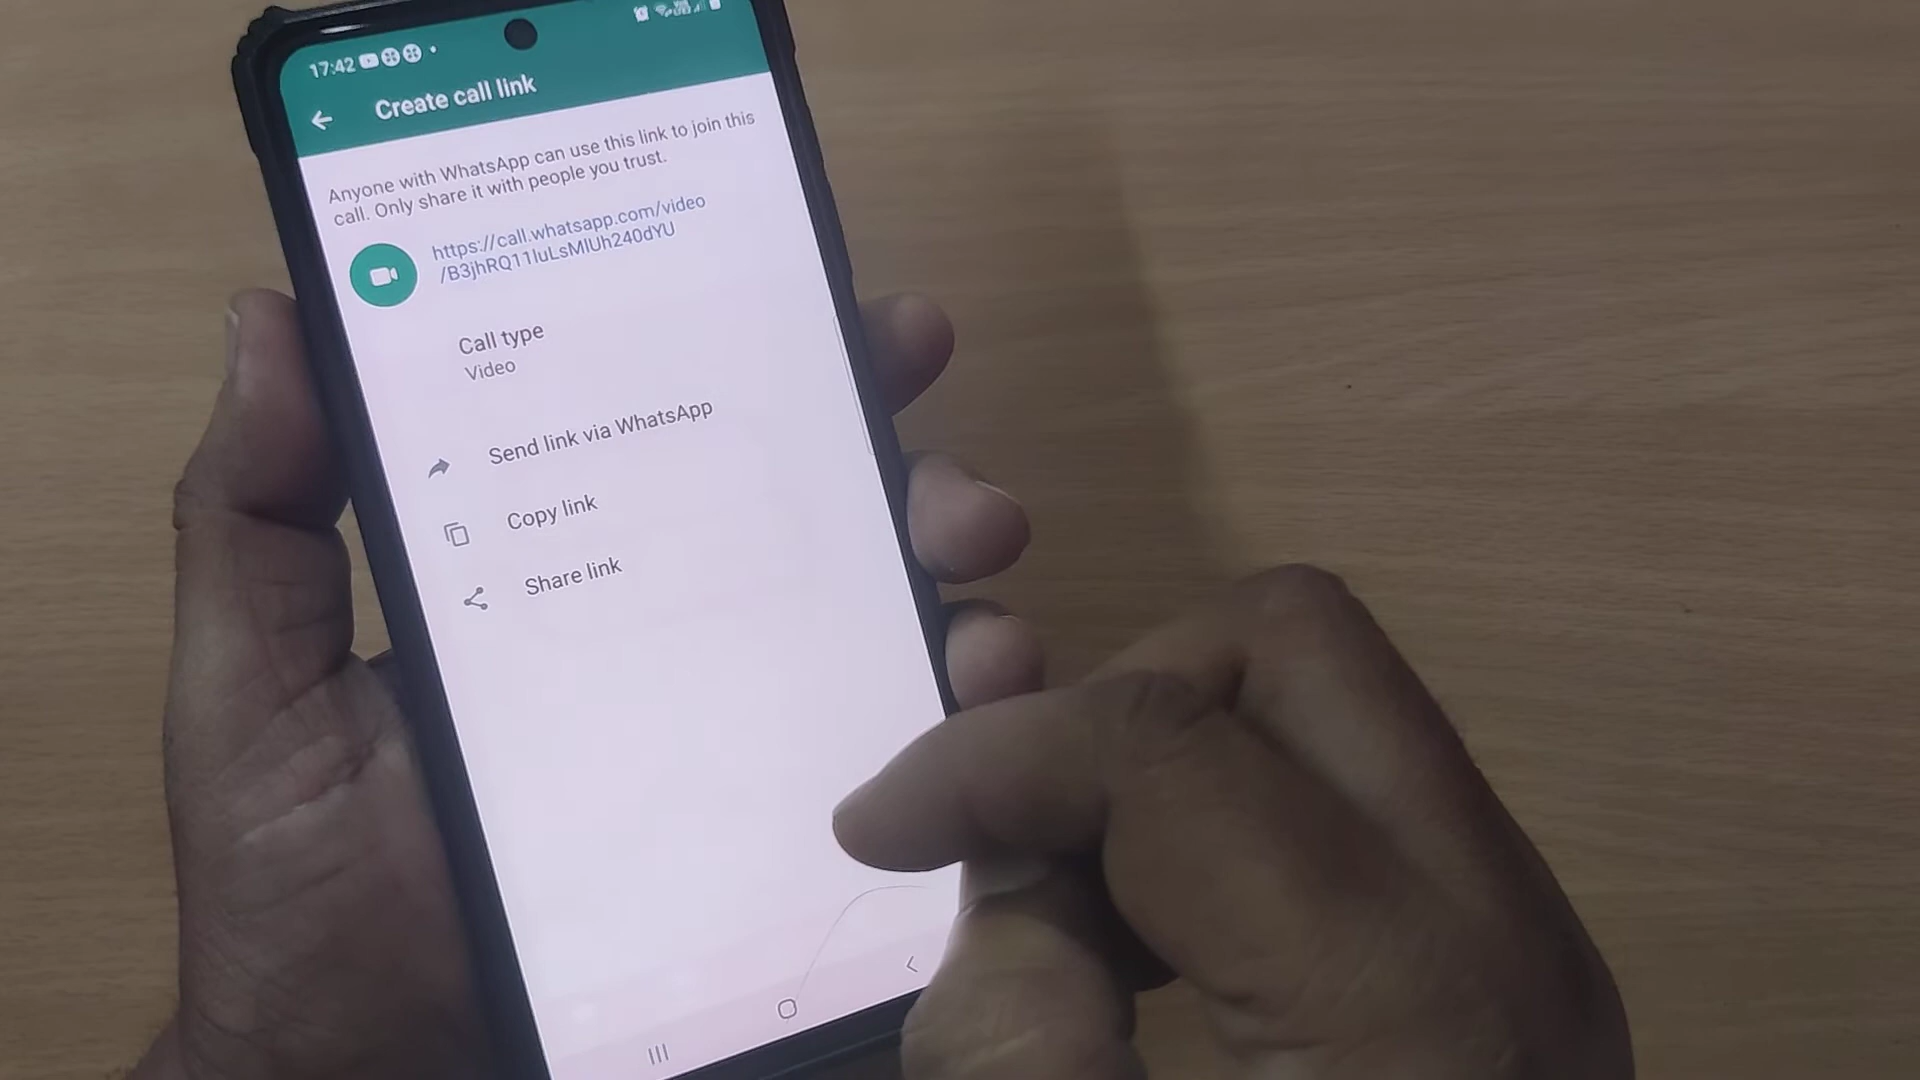 17:42
Create call link
Anyone with WhatsApp can use this link to join this
call. Only share it with people you trust.
https://call.whatsapp.com/video
/B3jhRQ11luLsMlUh240dYU
Call type
Video
Send link via WhatsApp
Copy link
Share link